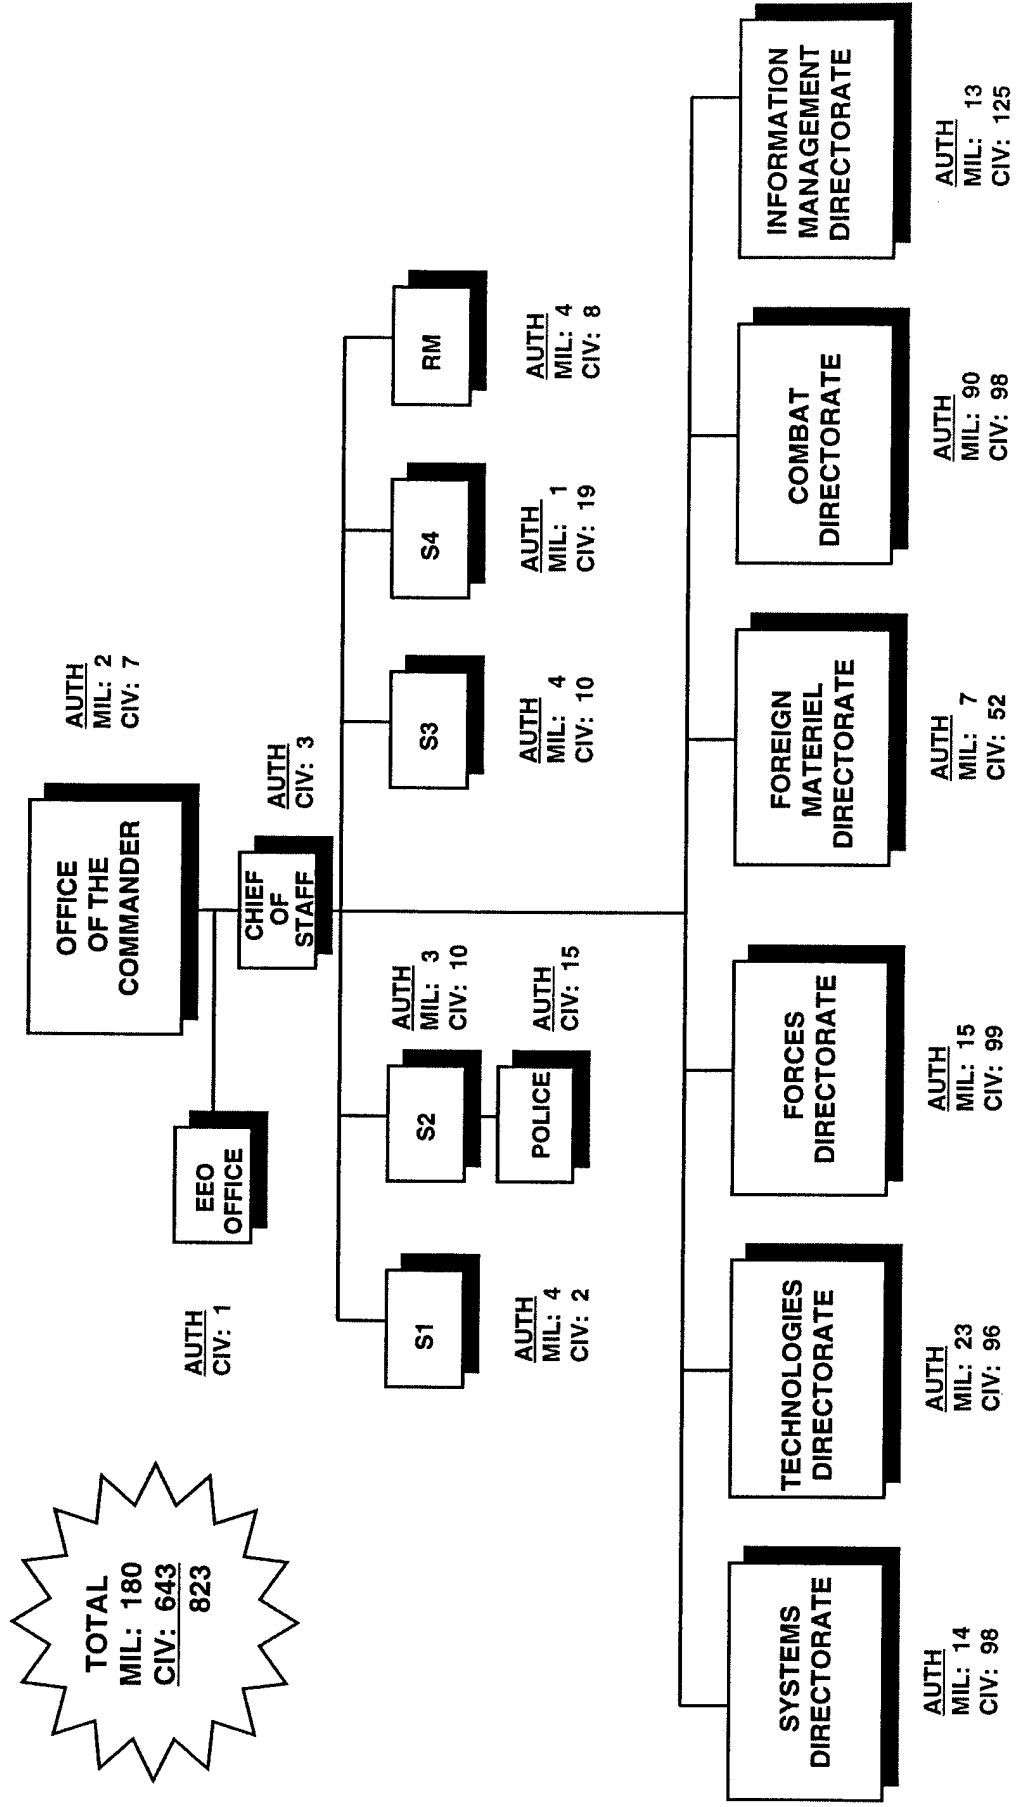 TOTAL
MIL: 180
CIV: 643
823
OFFICE
OF THE
COMMANDER
AUTH
MIL: 2
CIV: 7
EEO
OFFICE
AUTH
CIV: 1
CHIEF
OF
STAFF
AUTH
CIV: 3
S1
AUTH
MIL: 4
CIV: 2
S2
AUTH
MIL: 3
CIV: 10
POLICE
AUTH
CIV: 15
S3
AUTH
MIL: 4
CIV: 10
S4
AUTH
MIL: 1
CIV: 19
RM
AUTH
MIL: 4
CIV: 8
SYSTEMS
DIRECTORATE
AUTH
MIL: 14
CIV: 98
TECHNOLOGIES
DIRECTORATE
AUTH
MIL: 23
CIV: 96
FORCES
DIRECTORATE
AUTH
MIL: 15
CIV: 99
FOREIGN
MATERIEL
DIRECTORATE
AUTH
MIL: 7
CIV: 52
COMBAT
DIRECTORATE
AUTH
MIL: 90
CIV: 98
INFORMATION
MANAGEMENT
DIRECTORATE
AUTH
MIL: 13
CIV: 125